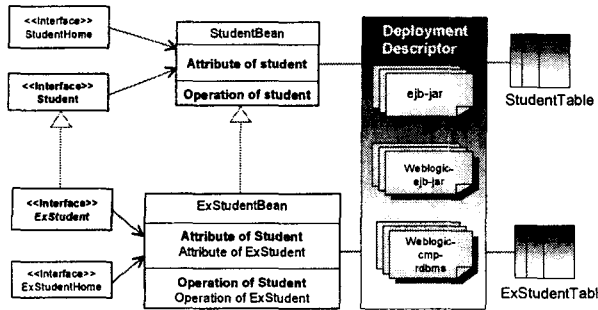 <<Interface>>
StudentHome
<<Interface>>
Student
<<Interface>>
ExStudent
<<Interface>>
ExStudentHome
StudentBean
Attribute of student
Operation of student
ExStudentBean
Attribute of Student
Attribute of ExStudent
Operation of Student
Operation of ExStudent
Deployment
Descriptor
ejb-jar
Weblogic-
ejb-jar
Weblogic-
cmp-
rdbms
StudentTable
ExStudentTabl